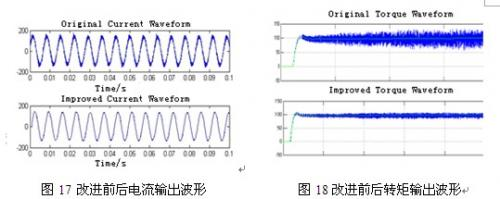 Original Current Waveform
200
0
-200
0 0.01 0.02 0.03 0.04 0.05 0.06 0.07 0.08 0.09 0.1
Time/s
Improved Current Waveform
200
0
-200
0 0.01 0.02 0.03 0.04 0.05 0.06 0.07 0.08 0.09 0.1
Time/s
图 17 改进前后电流输出波形
Original Torque Waveform
150
100
50
0
Improved Torque Waveform
150
100
50
0
图 18 改进前后转矩输出波形